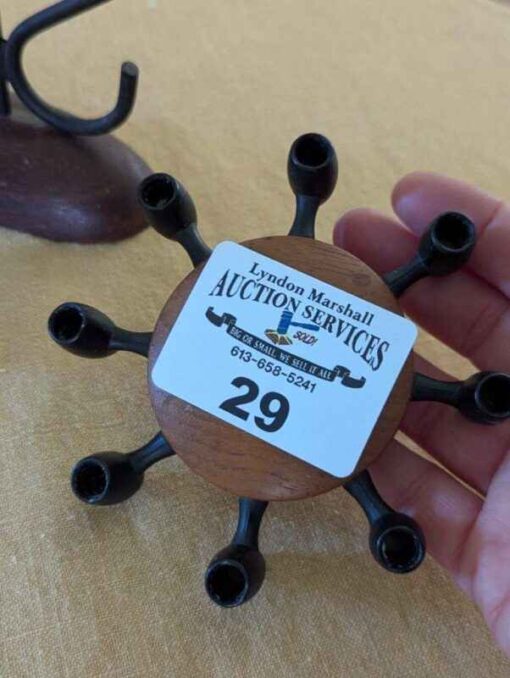 Lyndon Marshall
AUCTION SERVICES
SOLD!
BIG OR SMALL, WE SELL IT ALL
613-658-5241
29